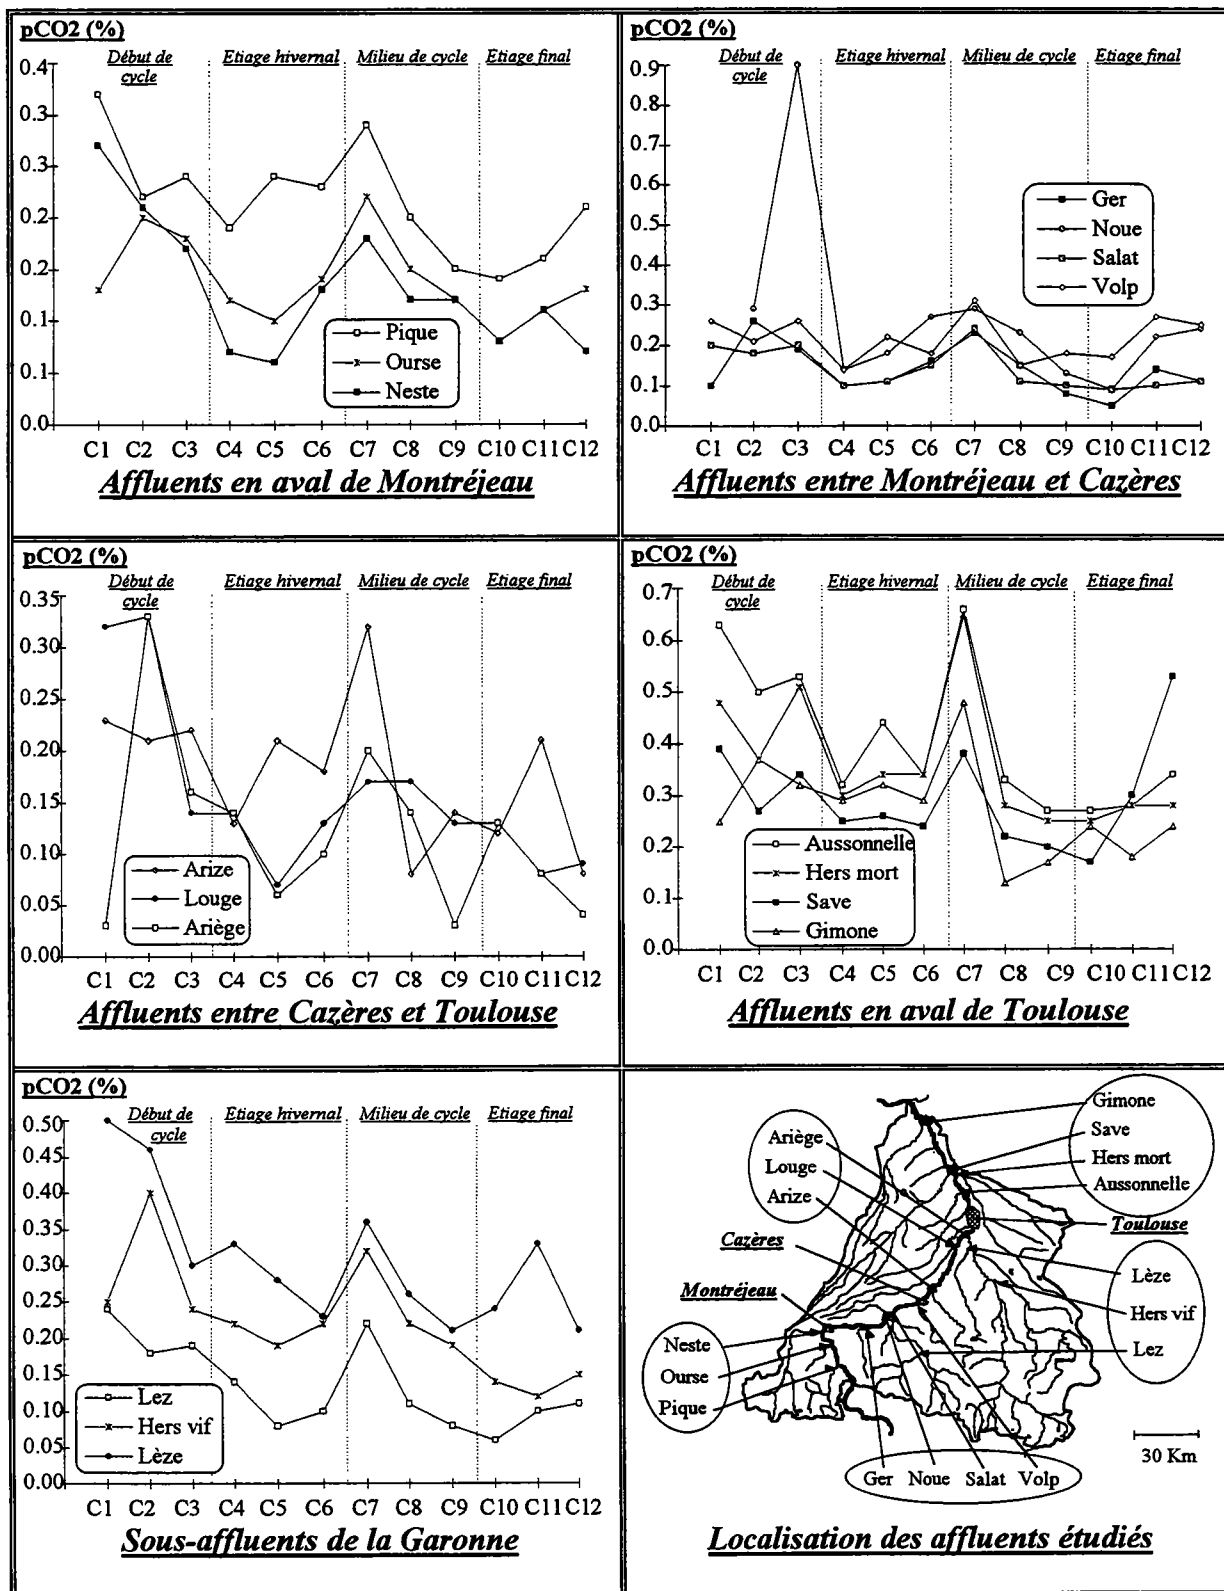 pCO2 (%)
Début de cycle
Etiage hivernal
Milieu de cycle
Etiage final
0.4
0.3
0.3
0.2
0.2
0.1
0.1
0.0
Pique
Ourse
Neste
C1 C2 C3 C4 C5 C6 C7 C8 C9 C10 C11 C12
Affluents en aval de Montréjeau
pCO2 (%)
Début de cycle
Etiage hivernal
Milieu de cycle
Etiage final
0.9
0.8
0.7
0.6
0.5
0.4
0.3
0.2
0.1
0.0
Ger
Noue
Salat
Volp
C1 C2 C3 C4 C5 C6 C7 C8 C9 C10 C11 C12
Affluents entre Montréjeau et Cazères
pCO2 (%)
Début de cycle
Etiage hivernal
Milieu de cycle
Etiage final
0.35
0.30
0.25
0.20
0.15
0.10
0.05
0.00
Arize
Louge
Ariège
C1 C2 C3 C4 C5 C6 C7 C8 C9 C10 C11 C12
Affluents entre Cazères et Toulouse
pCO2 (%)
Début de cycle
Etiage hivernal
Milieu de cycle
Etiage final
0.7
0.6
0.5
0.4
0.3
0.2
0.1
0.0
Aussonnelle
Hers mort
Save
Gimone
C1 C2 C3 C4 C5 C6 C7 C8 C9 C10 C11 C12
Affluents en aval de Toulouse
pCO2 (%)
Début de cycle
Etiage hivernal
Milieu de cycle
Etiage final
0.50
0.45
0.40
0.35
0.30
0.25
0.20
0.15
0.10
0.05
0.00
Lez
Hers vif
Lèze
C1 C2 C3 C4 C5 C6 C7 C8 C9 C10 C11 C12
Sous-affluents de la Garonne
Gimone
Save
Hers mort
Aussonnelle
Ariège
Louge
Arize
Toulouse
Cazères
Lèze
Hers vif
Lez
Montréjeau
Neste
Ourse
Pique
Ger Noue Salat Volp
30 Km
Localisation des affluents étudiés